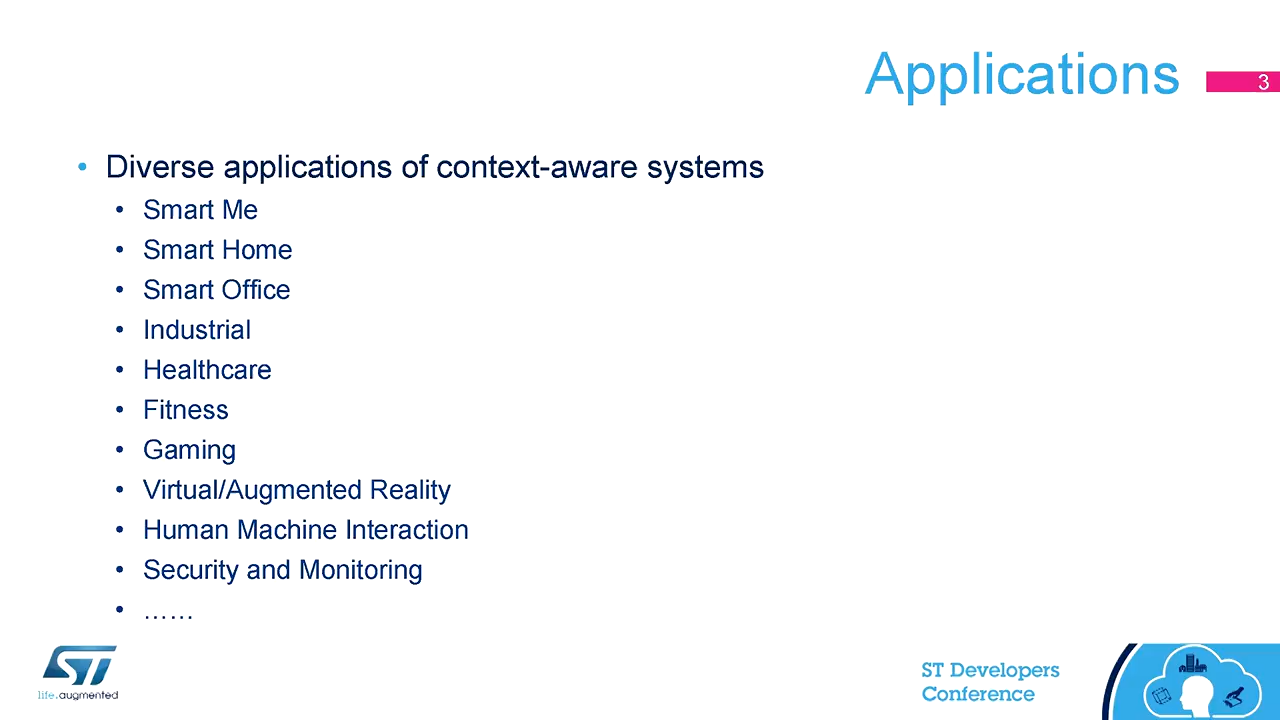 Applications
3
• Diverse applications of context-aware systems
• Smart Me
• Smart Home
• Smart Office
• Industrial
• Healthcare
• Fitness
• Gaming
• Virtual/Augmented Reality
• Human Machine Interaction
• Security and Monitoring
• ……
ST
life.augmented
ST Developers
Conference